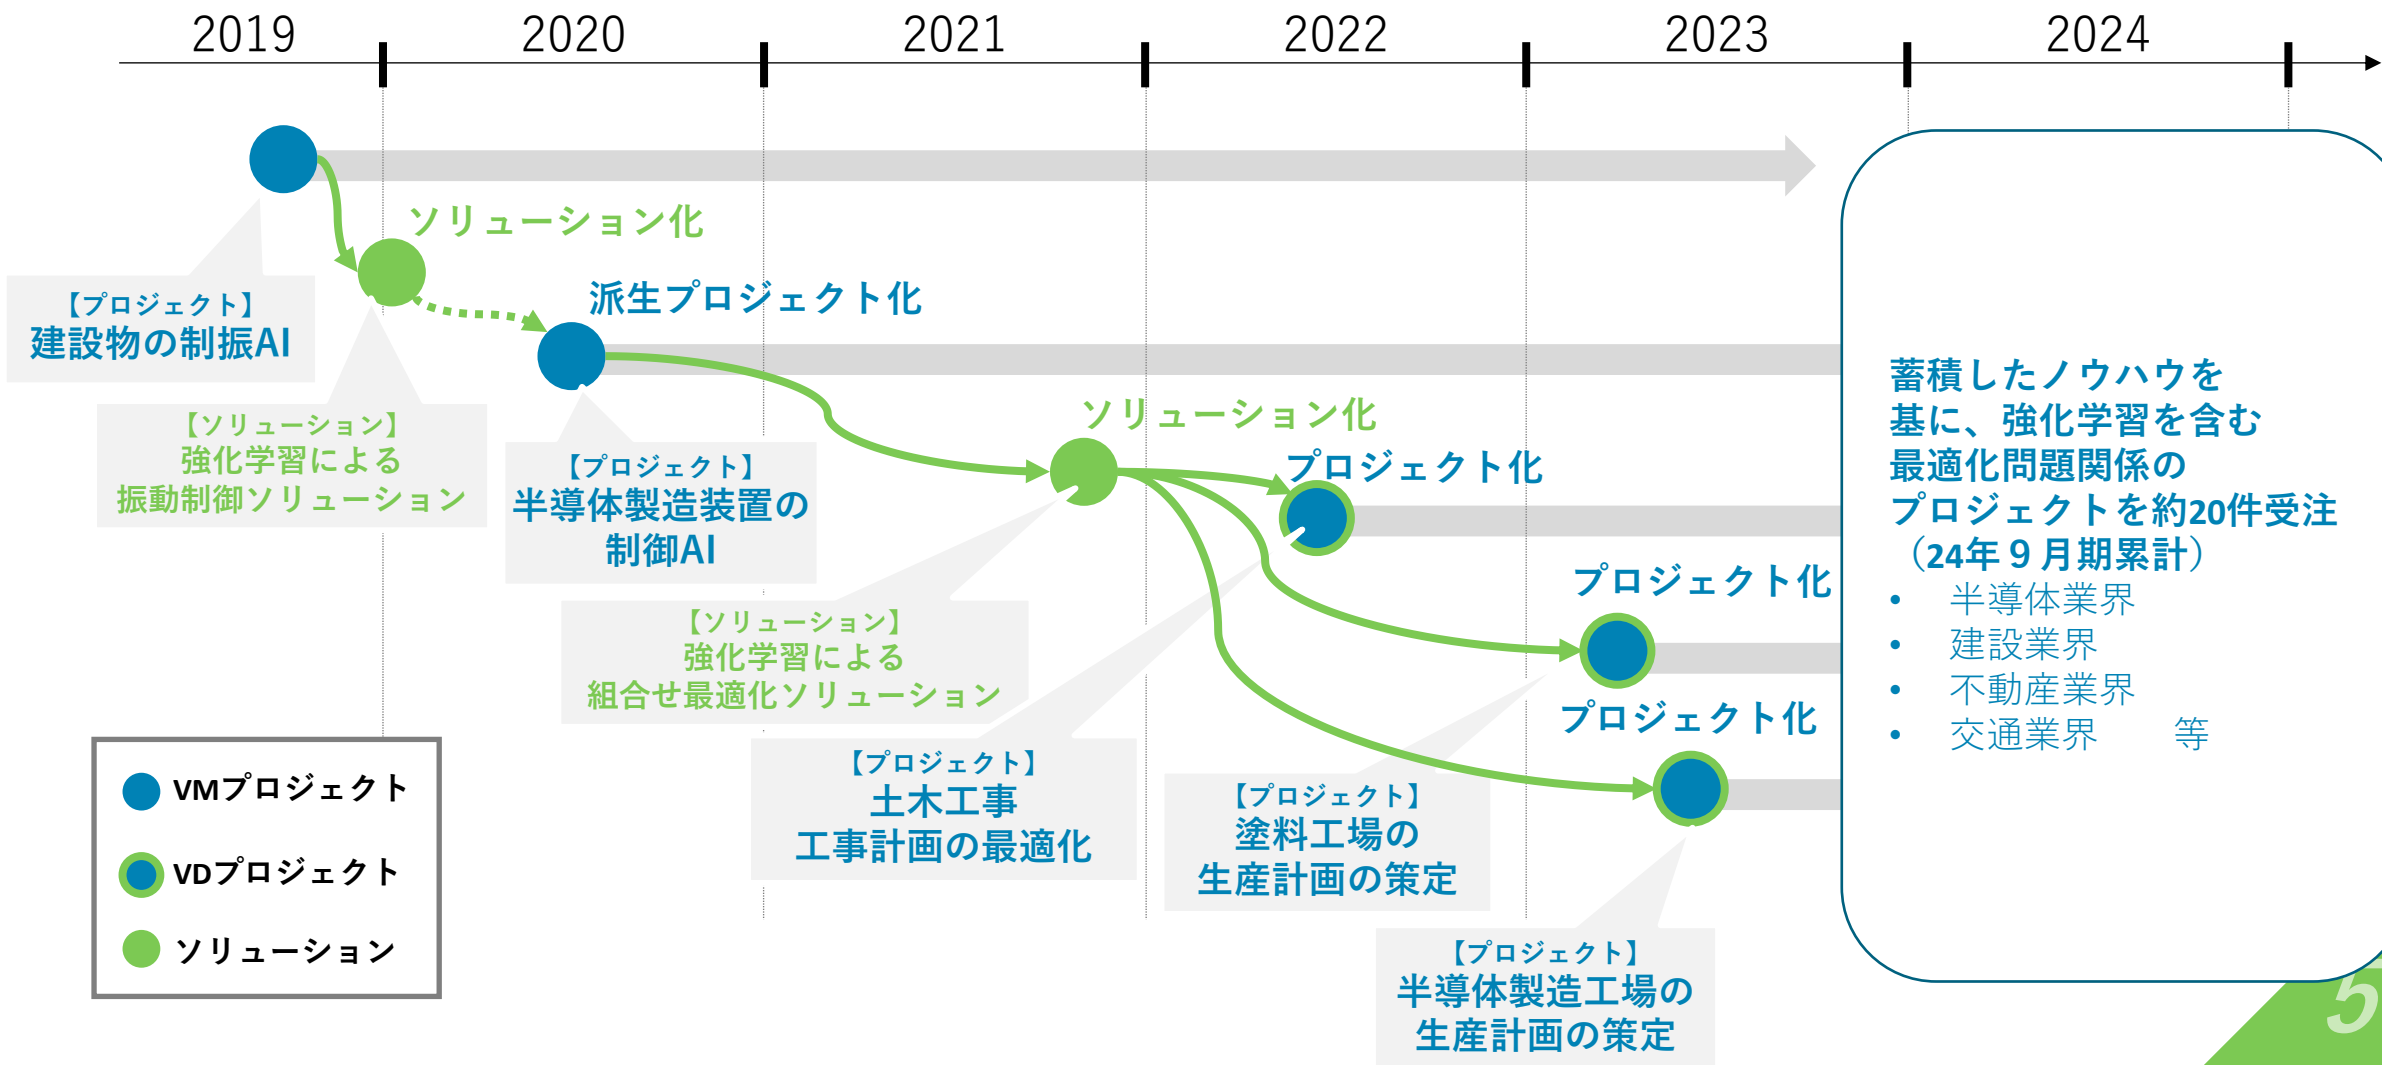 2019
2020
2021
2022
2023
2024
ソリューション化
【プロジェクト】
建設物の制振AI
派生プロジェクト化
【ソリューション】
強化学習による
振動制御ソリューション
【プロジェクト】
半導体製造装置の
制御AI
ソリューション化
プロジェクト化
【ソリューション】
強化学習による
組合せ最適化ソリューション
プロジェクト化
プロジェクト化
【プロジェクト】
土木工事
工事計画の最適化
【プロジェクト】
塗料工場の
生産計画の策定
【プロジェクト】
半導体製造工場の
生産計画の策定
蓄積したノウハウを
基に、強化学習を含む
最適化問題関係の
プロジェクトを約20件受注
（24年９月期累計）
• 半導体業界
• 建設業界
• 不動産業界
• 交通業界　　等
VMプロジェクト
VDプロジェクト
ソリューション
5